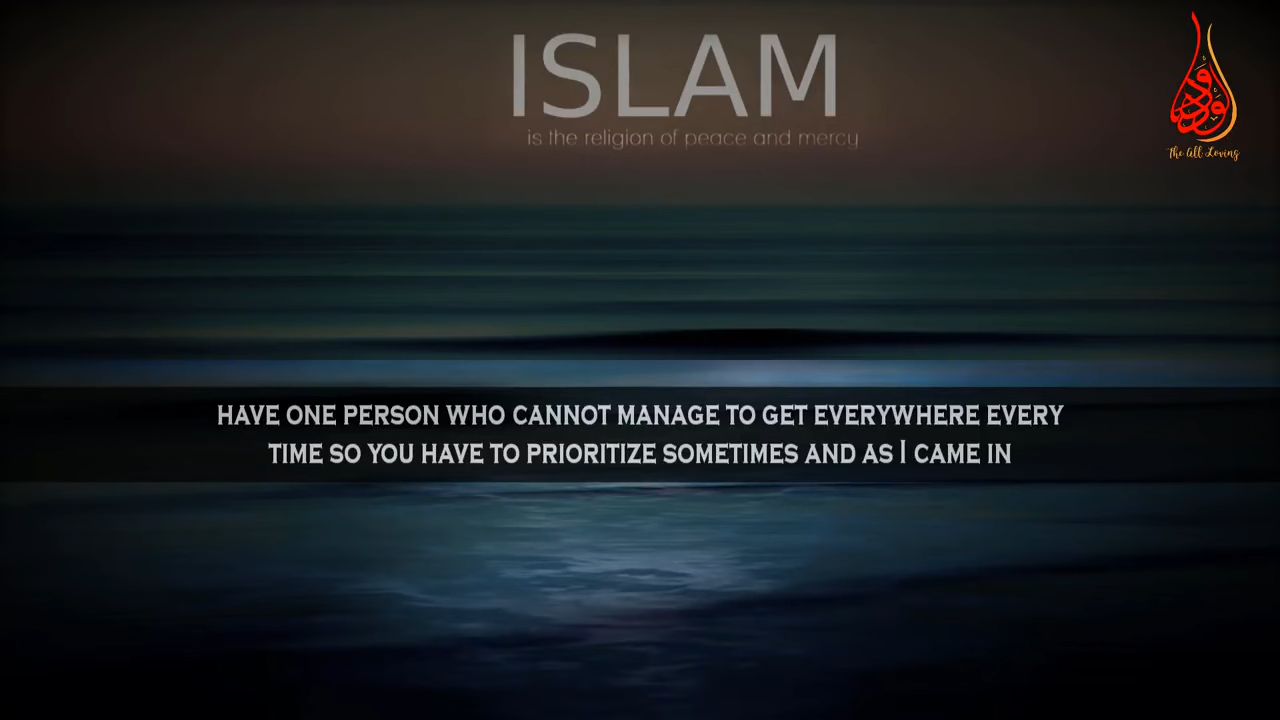 ISLAM
is the religion of peace and mercy
الودود
The All Loving
HAVE ONE PERSON WHO CANNOT MANAGE TO GET EVERYWHERE EVERY
TIME SO YOU HAVE TO PRIORITIZE SOMETIMES AND AS I CAME IN